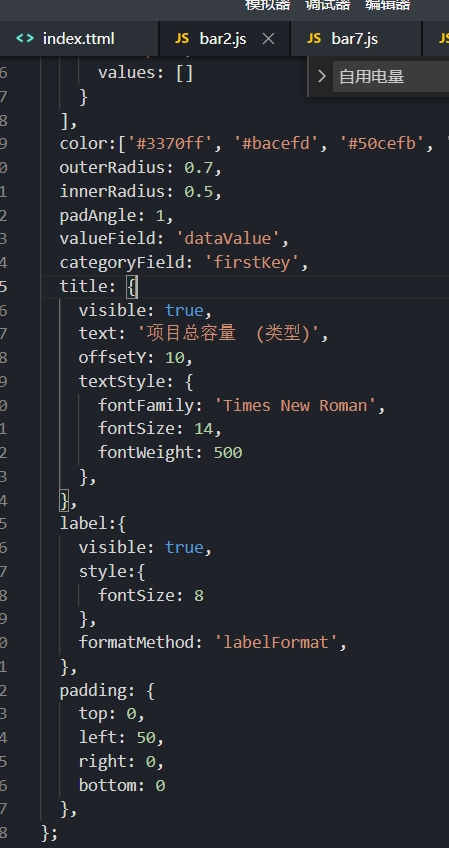 模拟器 调试器 编辑器
<> index.ttml JS bar2.js × JS bar7.js JS
> 自用电量
6 values: []
7 }
8 ],
9 color:['#3370ff', '#bacefd', '#50cefb', '
0 outerRadius: 0.7,
1 innerRadius: 0.5,
2 padAngle: 1,
3 valueField: 'dataValue',
4 categoryField: 'firstKey',
5 title: {
6 visible: true,
7 text: '项目总容量 (类型)',
8 offsetY: 10,
9 textStyle: {
0 fontFamily: 'Times New Roman',
1 fontSize: 14,
2 fontWeight: 500
3 },
4 },
5 label:{
6 visible: true,
7 style:{
8 fontSize: 8
9 },
0 formatMethod: 'labelFormat',
1 },
2 padding: {
3 top: 0,
4 left: 50,
5 right: 0,
6 bottom: 0
7 },
8 };